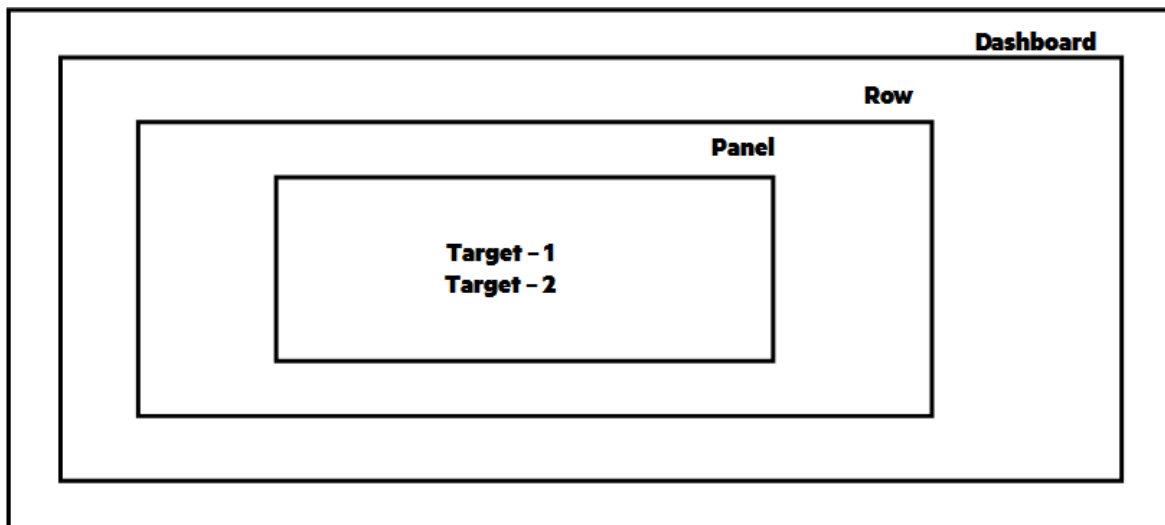 Dashboard
Row
Panel
Target – 1
Target – 2